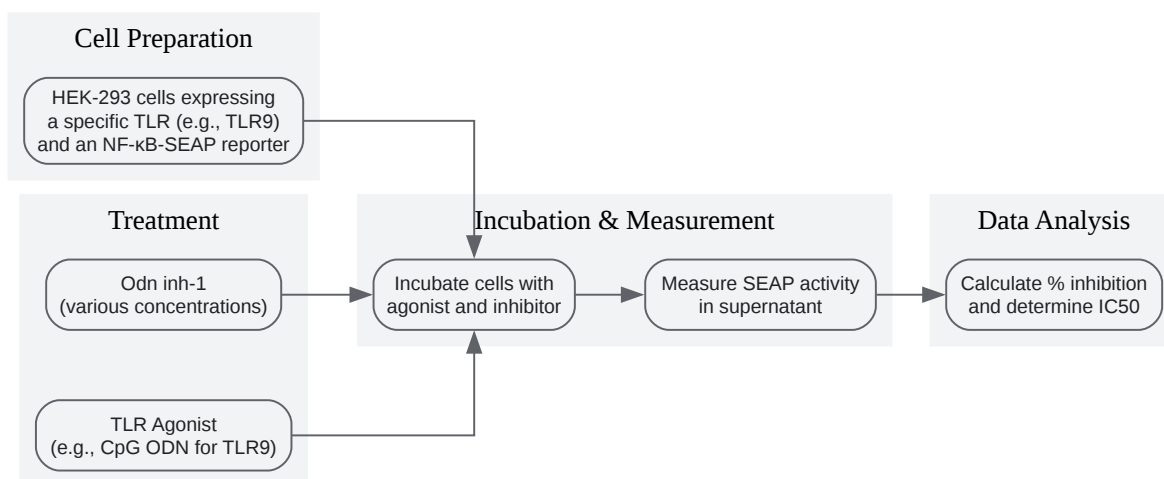 Cell Preparation
HEK-293 cells expressing
a specific TLR (e.g., TLR9)
and an NF-κB-SEAP reporter
Treatment
Odn inh-1
(various concentrations)
TLR Agonist
(e.g., CpG ODN for TLR9)
Incubation & Measurement
Incubate cells with
agonist and inhibitor
Measure SEAP activity
in supernatant
Data Analysis
Calculate % inhibition
and determine IC50